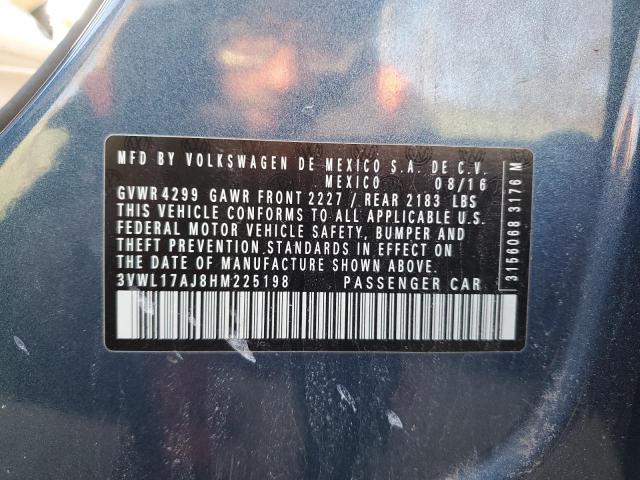 MFD BY VOLKSWAGEN DE MEXICO S.A. DE C.V.
MEXICO 08/16
GVWR 4299 GAWR FRONT 2227 / REAR 2183 LBS
THIS VEHICLE CONFORMS TO ALL APPLICABLE U.S.
FEDERAL MOTOR VEHICLE SAFETY, BUMPER AND
THEFT PREVENTION STANDARDS IN EFFECT ON
THE DATE OF MANUFACTURE SHOWN ABOVE.
3VWL17AJ8HM225198 PASSENGER CAR
3156068 3176 M